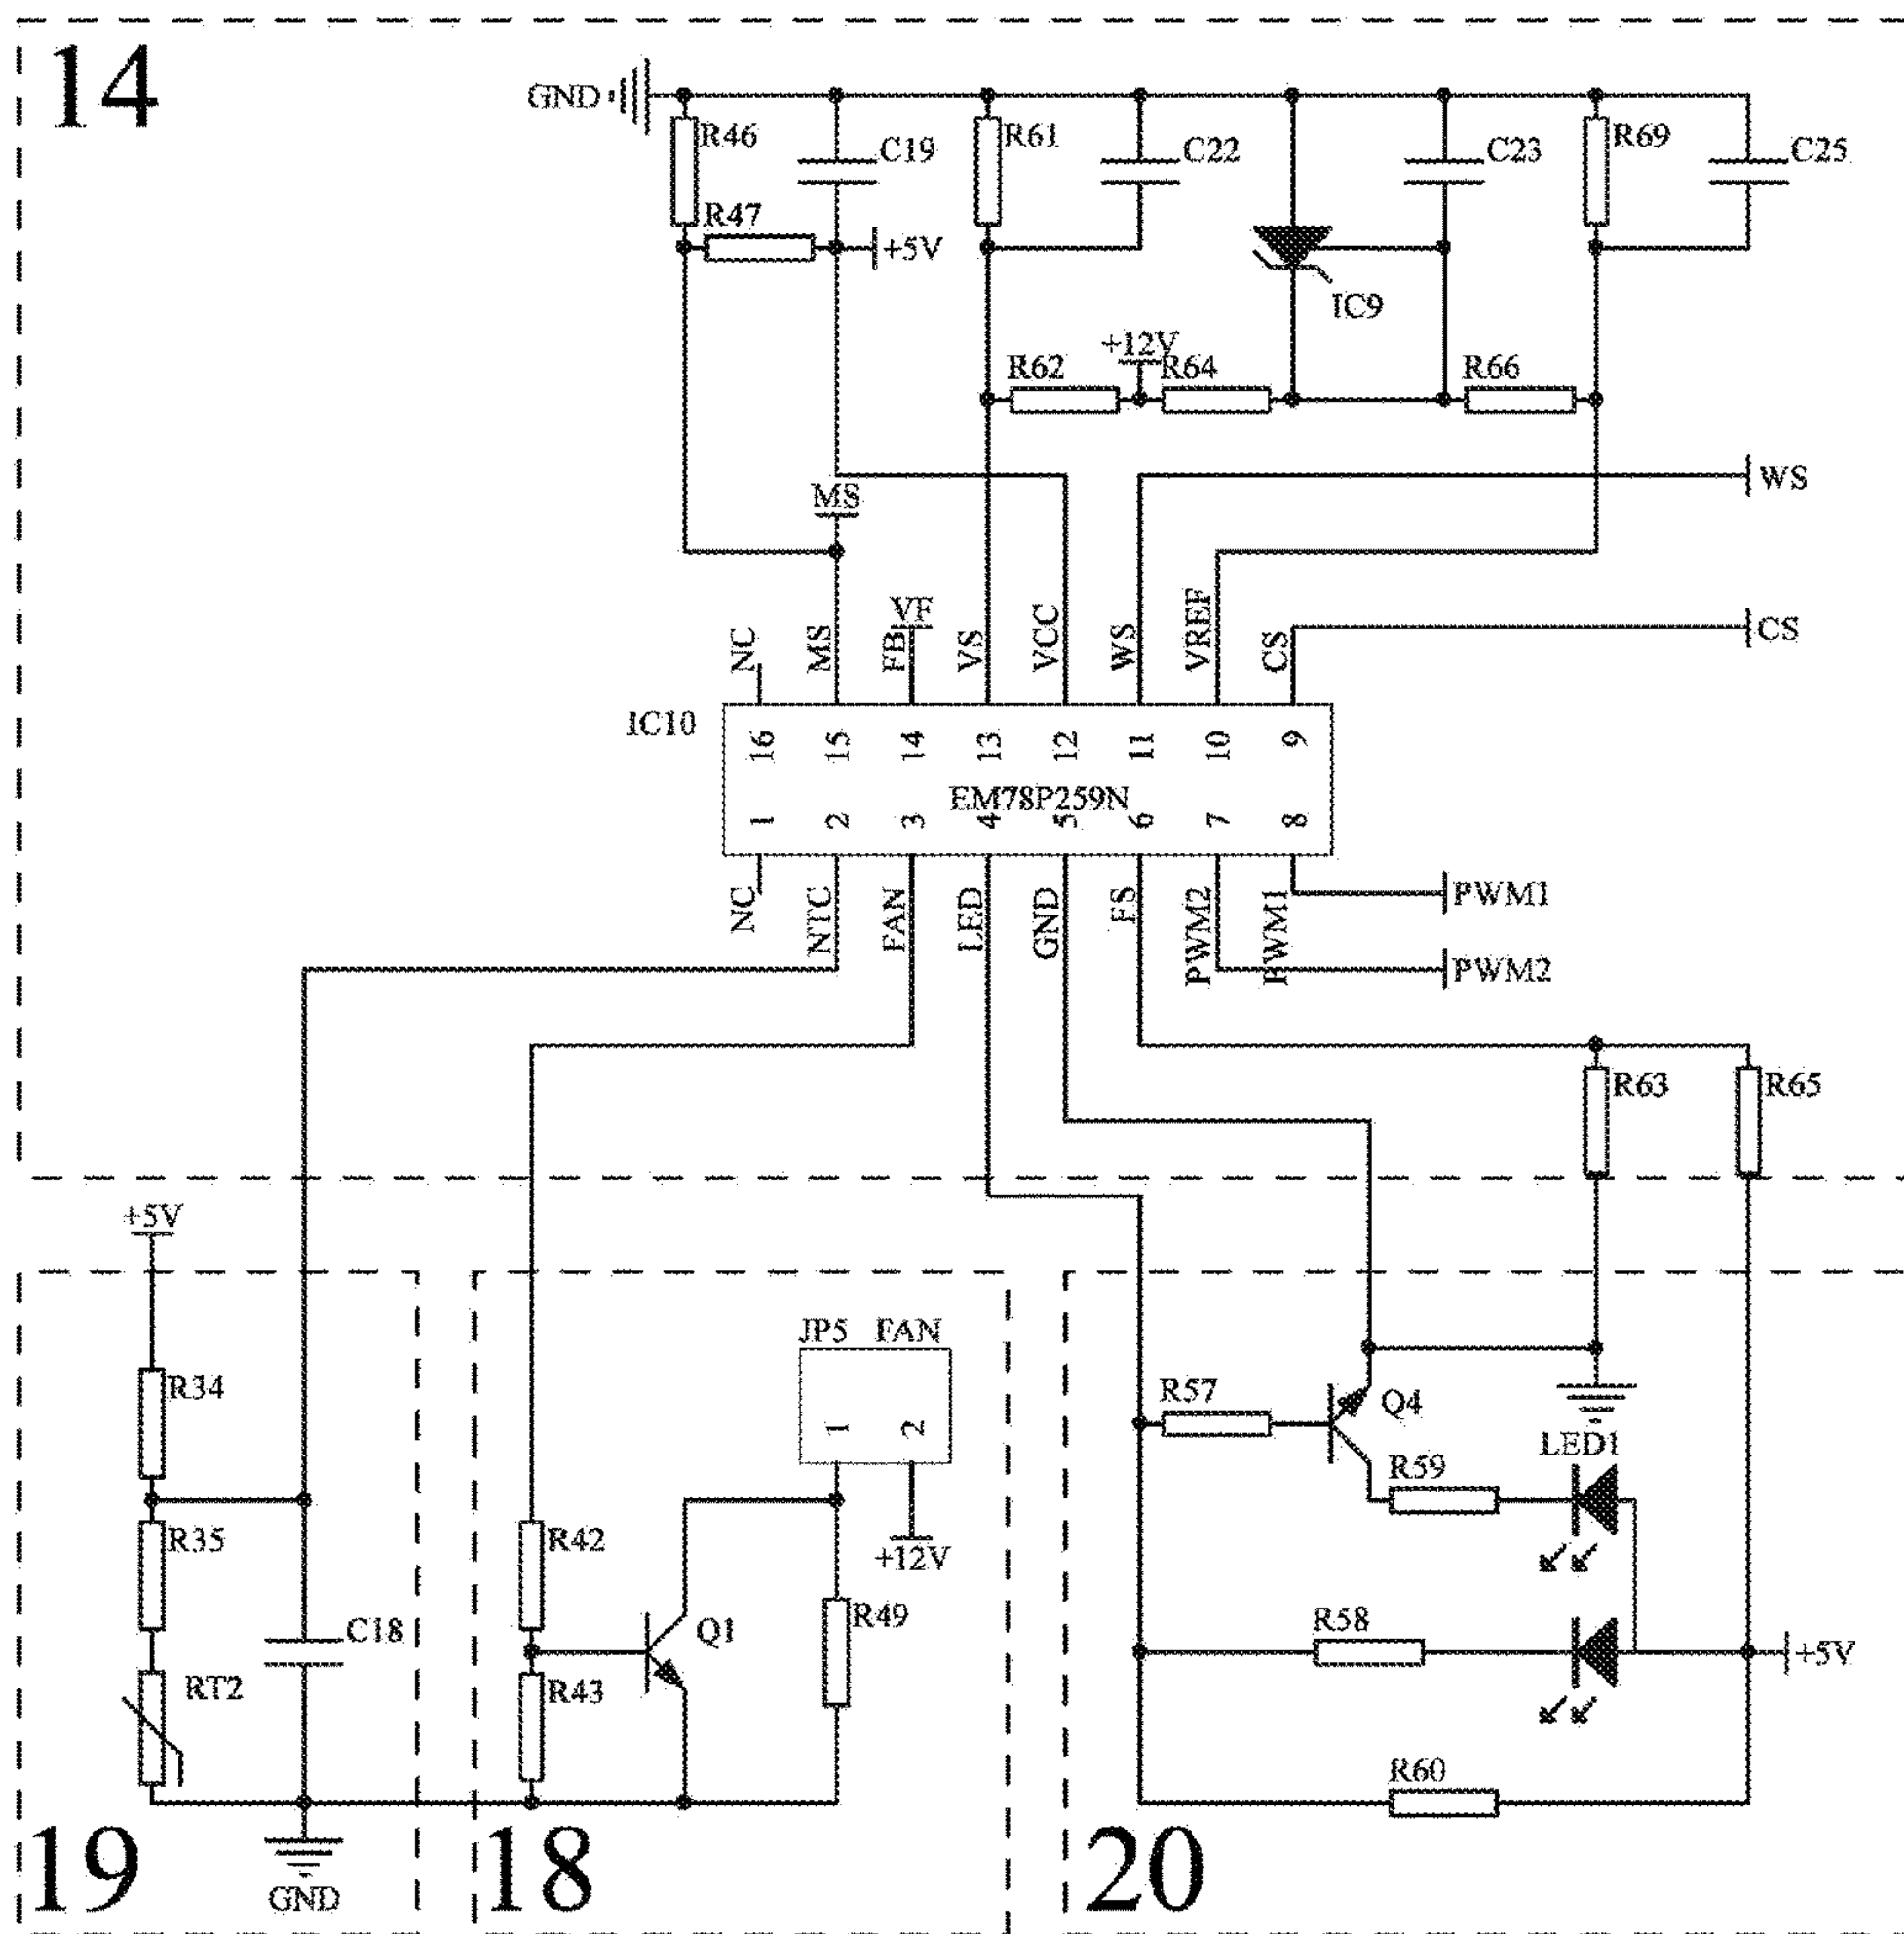 14
GND
R46
C19
R61
C22
C23
R69
C25
R47
+5V
IC9
+12V
R62
R64
R66
WS
MS
VF
CS
NC
MS
FB
VS
VCC
WS
VREF
CS
IC10
16 15 14 13 12 11 10 9
EM78P259N
1 2 3 4 5 6 7 8
NC
NTC
FAN
LED
GND
FS
PWM2
PWM1
PWM1
PWM2
R63
R65
+5V
JP5 FAN
1 2
R34
R57
Q4
LED1
R59
R35
R42
+12V
C18
Q1
R49
R58
+5V
RT2
R43
R60
19
GND
18
20